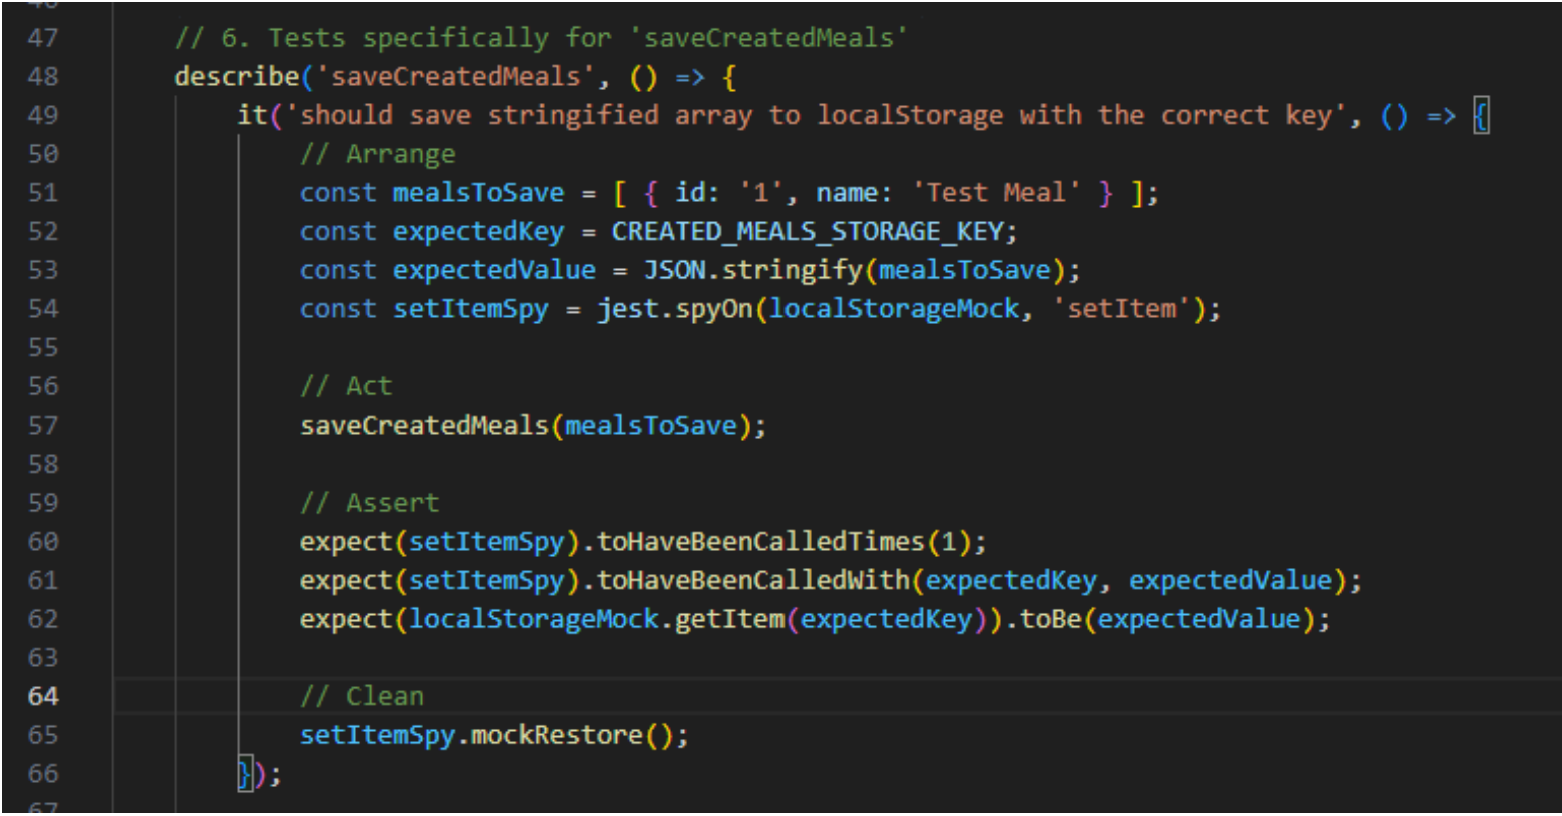 46
47 // 6. Tests specifically for 'saveCreatedMeals'
48 describe('saveCreatedMeals', () => {
49 it('should save stringified array to localStorage with the correct key', () => {
50 // Arrange
51 const mealsToSave = [ { id: '1', name: 'Test Meal' } ];
52 const expectedKey = CREATED_MEALS_STORAGE_KEY;
53 const expectedValue = JSON.stringify(mealsToSave);
54 const setItemSpy = jest.spyOn(localStorageMock, 'setItem');
55
56 // Act
57 saveCreatedMeals(mealsToSave);
58
59 // Assert
60 expect(setItemSpy).toHaveBeenCalledTimes(1);
61 expect(setItemSpy).toHaveBeenCalledWith(expectedKey, expectedValue);
62 expect(localStorageMock.getItem(expectedKey)).toBe(expectedValue);
63
64 // Clean
65 setItemSpy.mockRestore();
66 });
67